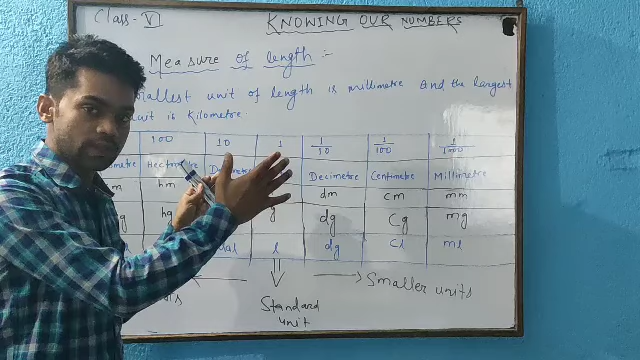 Class - VI KNOWING OUR NUMBERS
Measure of length :-
smallest unit of length is millimetre and the largest
unit is kilometre
100 10 1 1/10 1/100 1/1000
Decimetre Centimetre Millimetre
m hm dm cm mm
g hg g dg Cg mg
l dg Cl ml
Standard unit
Smaller units